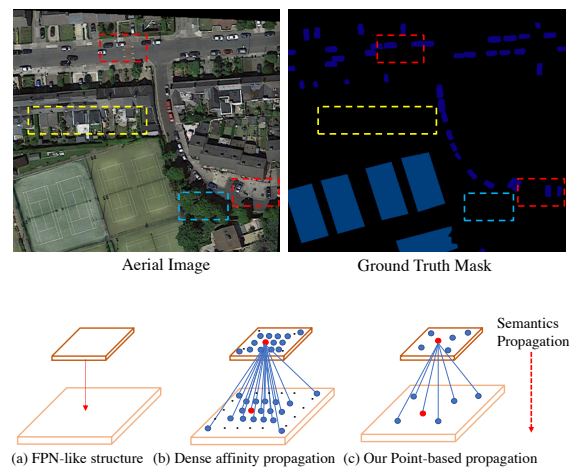 Aerial Image
Ground Truth Mask
Semantics
Propagation
(a) FPN-like structure
(b) Dense affinity propagation
(c) Our Point-based propagation